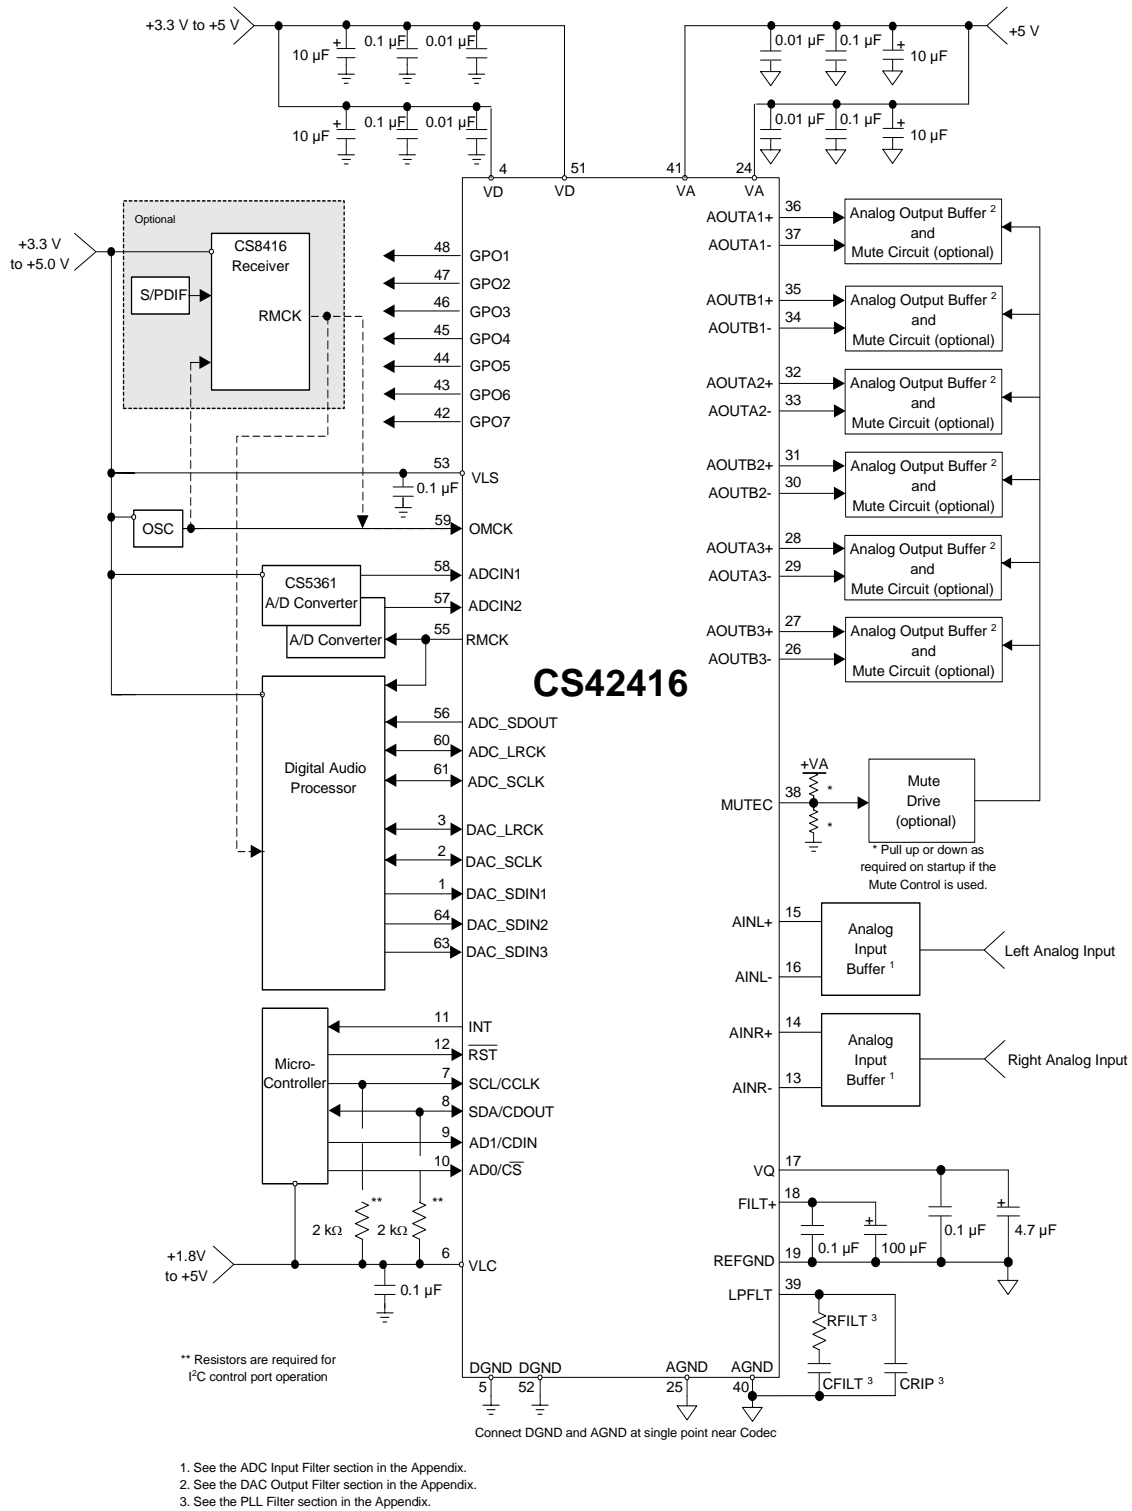 +3.3 V to +5 V
10 µF
+
0.1 µF
0.01 µF
10 µF
+
0.1 µF
0.01 µF
0.01 µF
0.1 µF
+
10 µF
+5 V
0.01 µF
0.1 µF
+
10 µF
4
51
41
24
VD
VD
VA
VA
Optional
+3.3 V
to +5.0 V
CS8416
Receiver
S/PDIF
RMCK
48
GPO1
47
GPO2
46
GPO3
45
GPO4
44
GPO5
43
GPO6
42
GPO7
53
VLS
0.1 µF
OSC
59
OMCK
CS5361
A/D Converter
A/D Converter
58
ADCIN1
57
ADCIN2
55
RMCK
CS42416
Digital Audio
Processor
56
ADC_SDOUT
60
ADC_LRCK
61
ADC_SCLK
3
DAC_LRCK
2
DAC_SCLK
1
DAC_SDIN1
64
DAC_SDIN2
63
DAC_SDIN3
Micro-
Controller
11
INT
12
RST
7
SCL/CCLK
8
SDA/CDOUT
9
AD1/CDIN
10
AD0/CS
**
2 kΩ
**
2 kΩ
+1.8V
to +5V
6
VLC
0.1 µF
** Resistors are required for
I2C control port operation
AOUTA1+
36
AOUTA1-
37
Analog Output Buffer 2
and
Mute Circuit (optional)
AOUTB1+
35
AOUTB1-
34
Analog Output Buffer 2
and
Mute Circuit (optional)
AOUTA2+
32
AOUTA2-
33
Analog Output Buffer 2
and
Mute Circuit (optional)
AOUTB2+
31
AOUTB2-
30
Analog Output Buffer 2
and
Mute Circuit (optional)
AOUTA3+
28
AOUTA3-
29
Analog Output Buffer 2
and
Mute Circuit (optional)
AOUTB3+
27
AOUTB3-
26
Analog Output Buffer 2
and
Mute Circuit (optional)
+VA
*
MUTEC
38
*
Mute
Drive
(optional)
* Pull up or down as
required on startup if the
Mute Control is used.
AINL+
15
AINL-
16
Analog
Input
Buffer 1
Left Analog Input
AINR+
14
AINR-
13
Analog
Input
Buffer 1
Right Analog Input
VQ
17
FILT+
18
0.1 µF
+
100 µF
0.1 µF
+
4.7 µF
REFGND
19
LPFLT
39
RFILT 3
CFILT 3
CRIP 3
DGND
DGND
AGND
AGND
5
52
25
40
Connect DGND and AGND at single point near Codec
1. See the ADC Input Filter section in the Appendix.
2. See the DAC Output Filter section in the Appendix.
3. See the PLL Filter section in the Appendix.